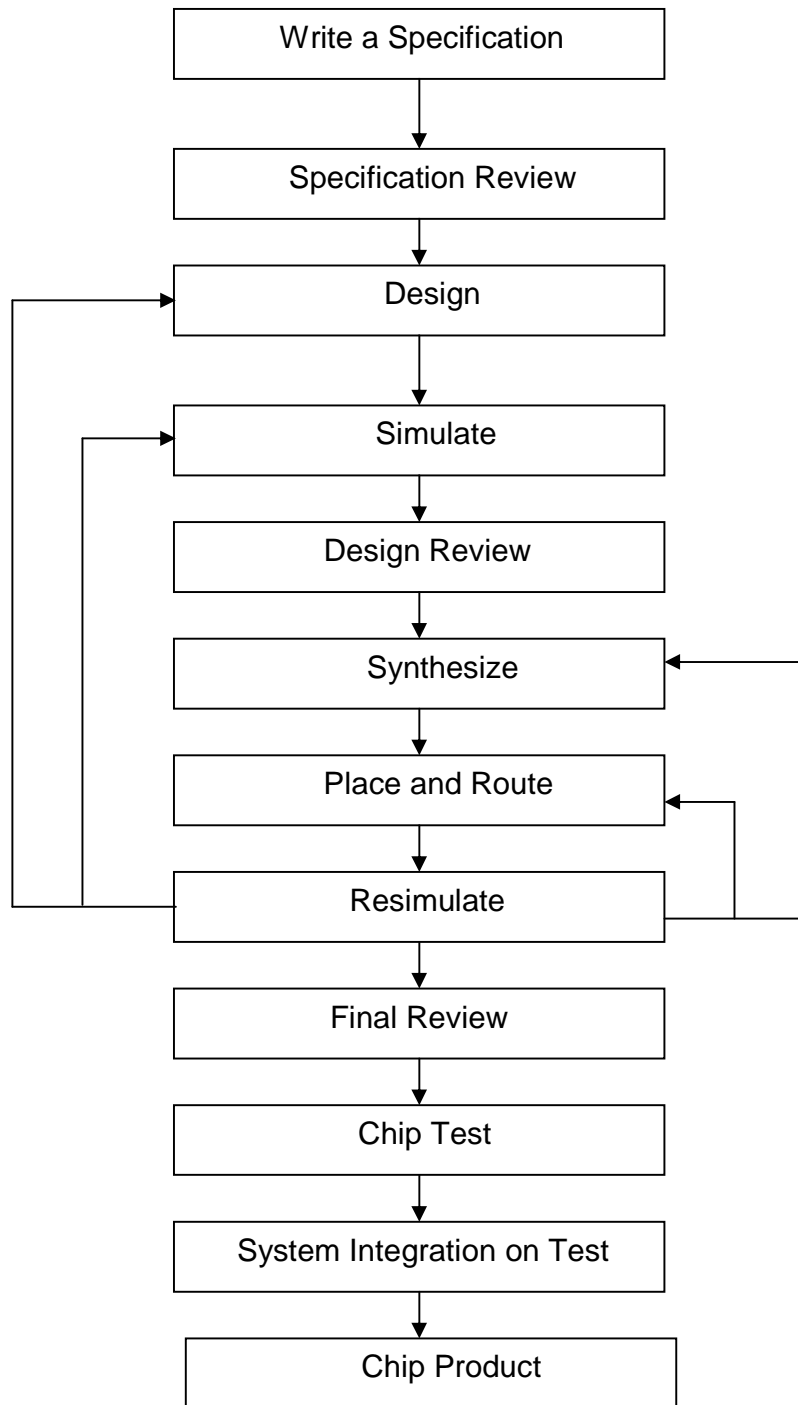 Write a Specification
Specification Review
Design
Simulate
Design Review
Synthesize
Place and Route
Resimulate
Final Review
Chip Test
System Integration on Test
Chip Product